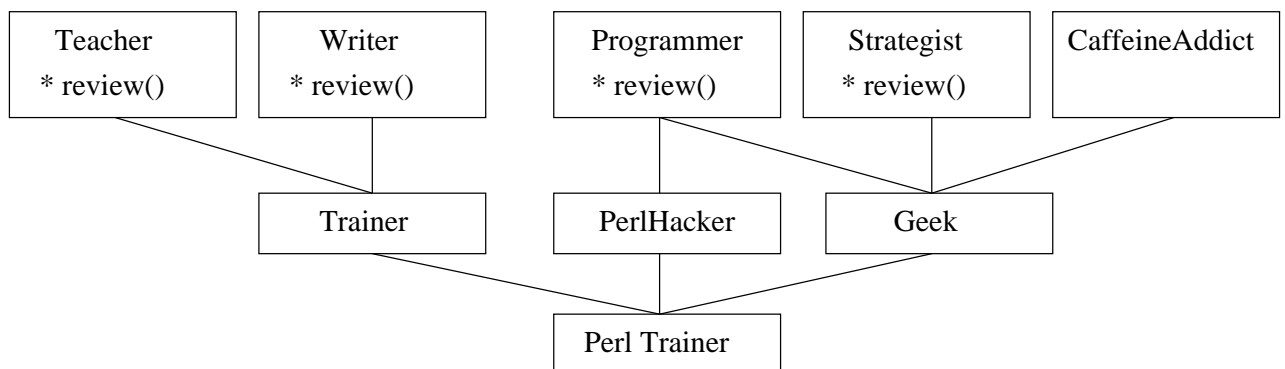 Teacher
* review()
Writer
* review()
Programmer
* review()
Strategist
* review()
CaffeineAddict
Trainer
PerlHacker
Geek
Perl Trainer